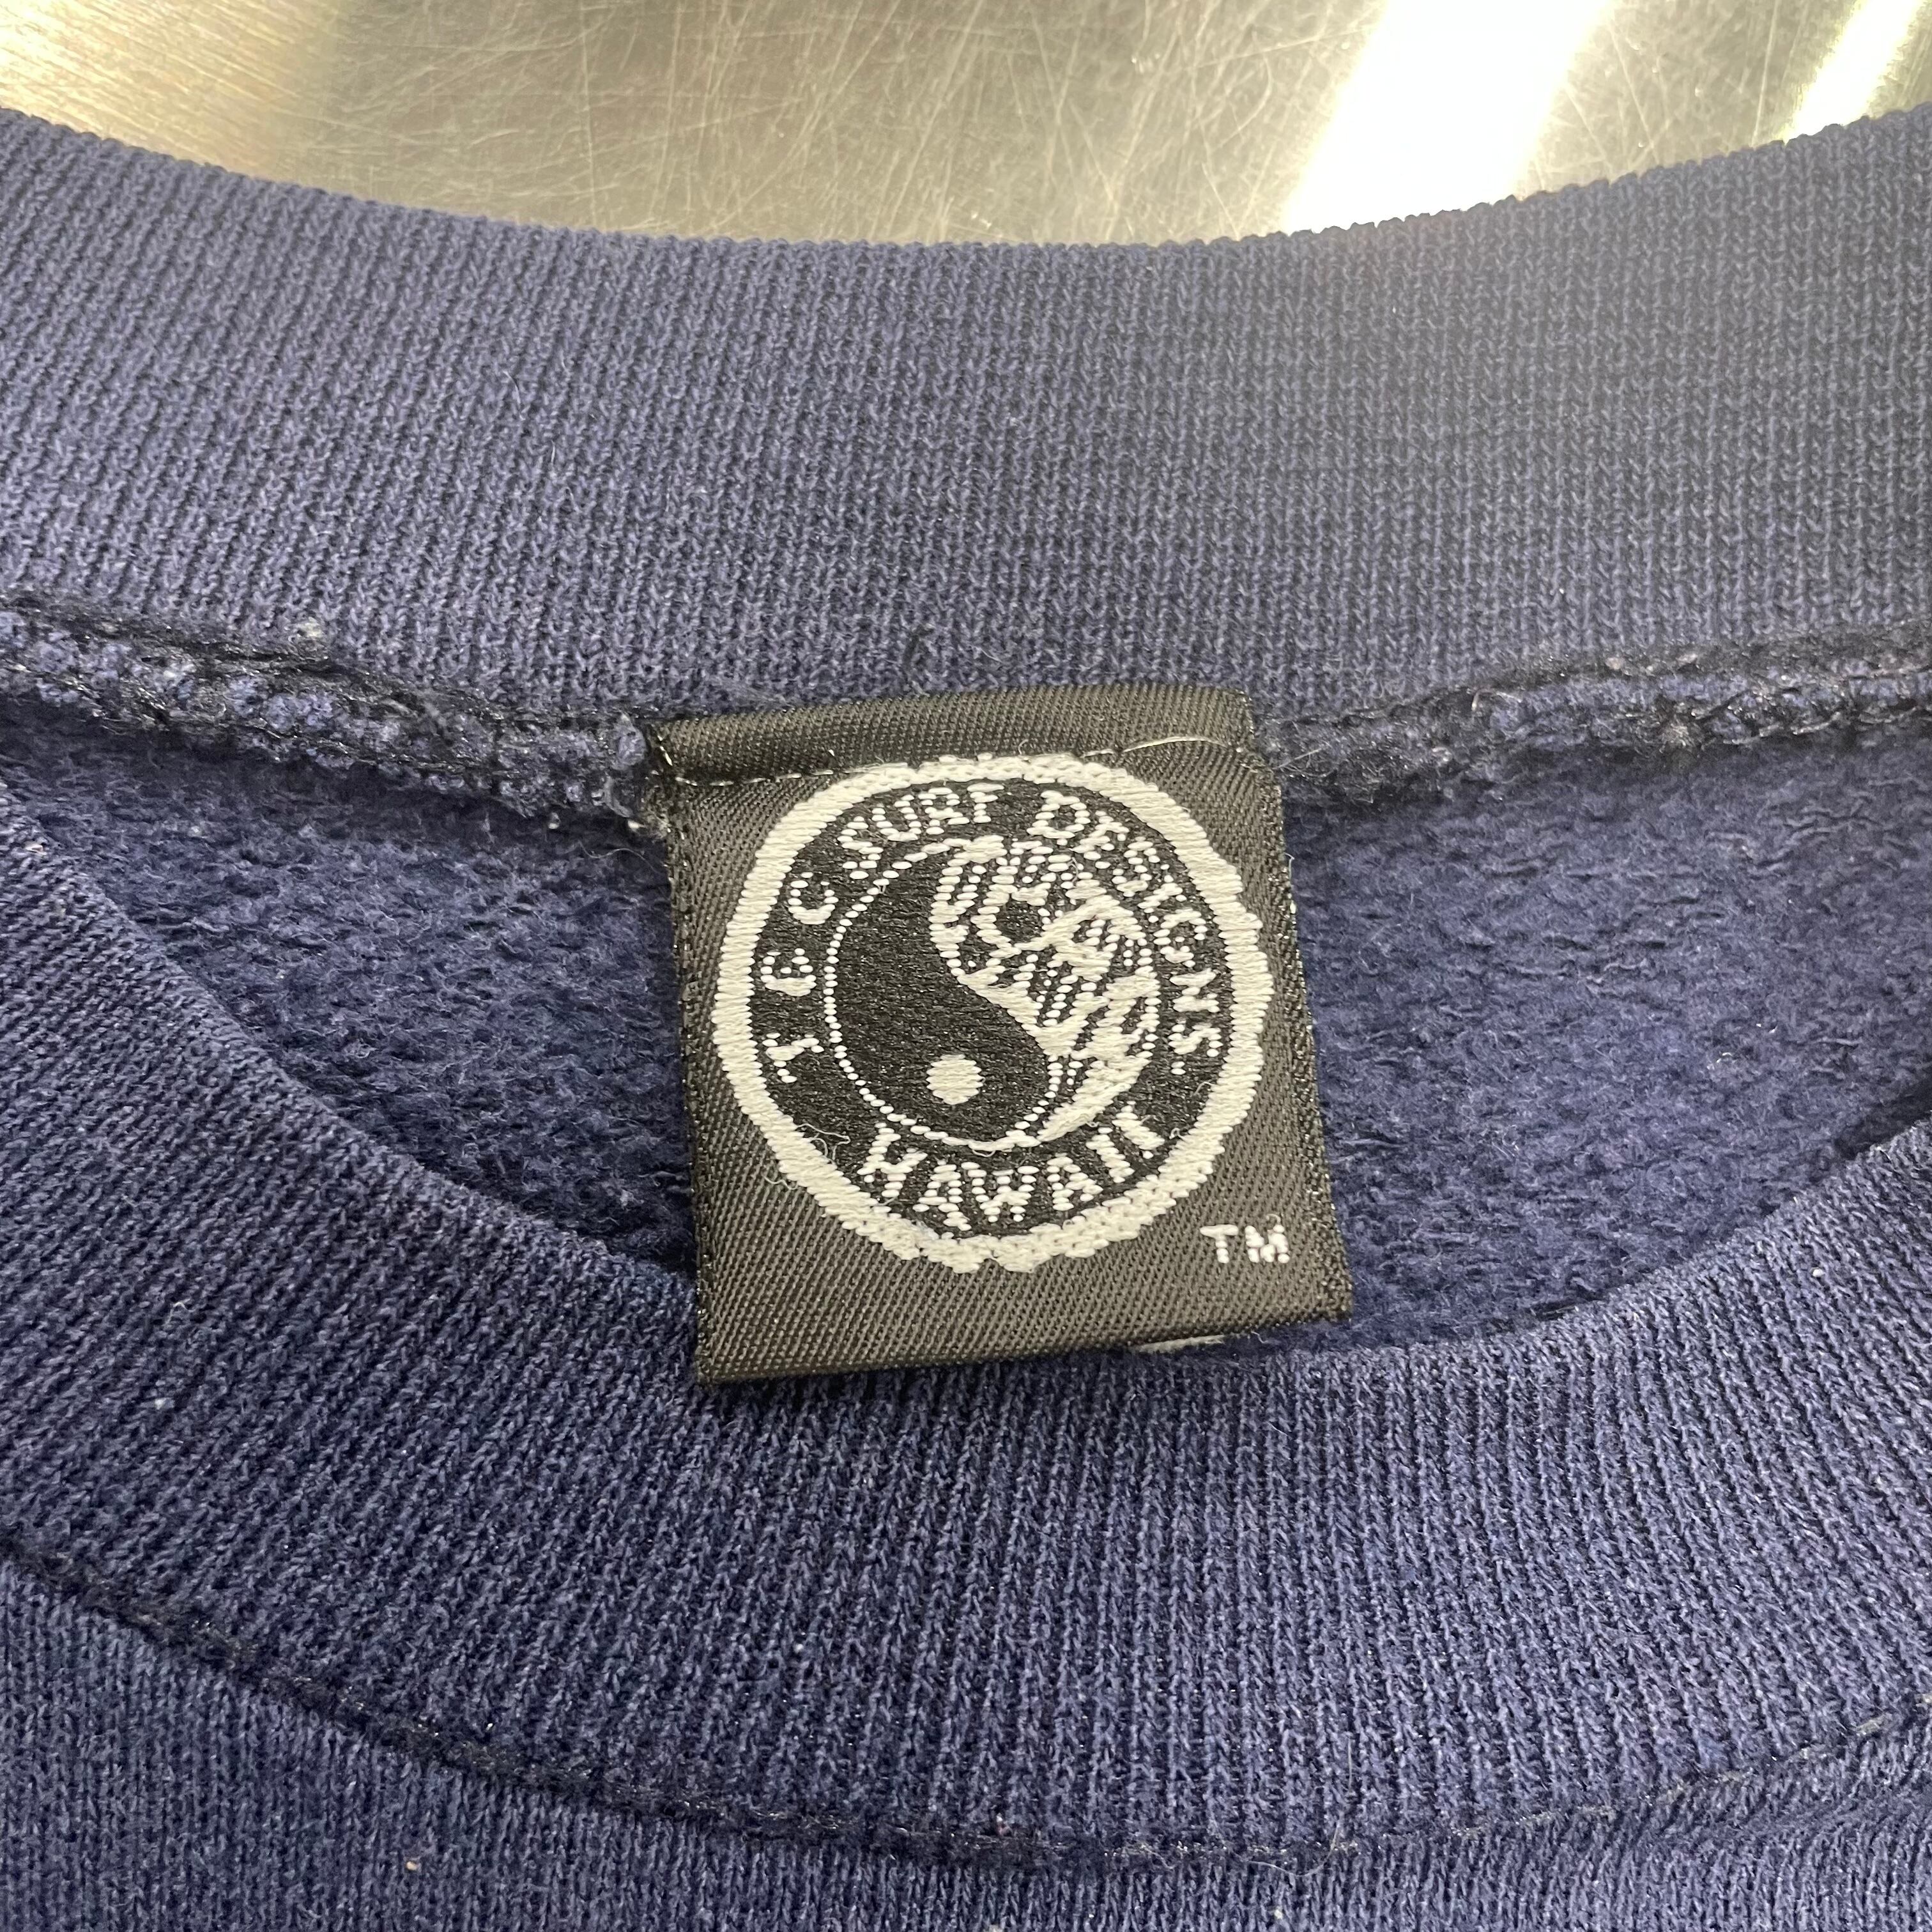 T&C SURF DESIGNS
HAWAII
TM